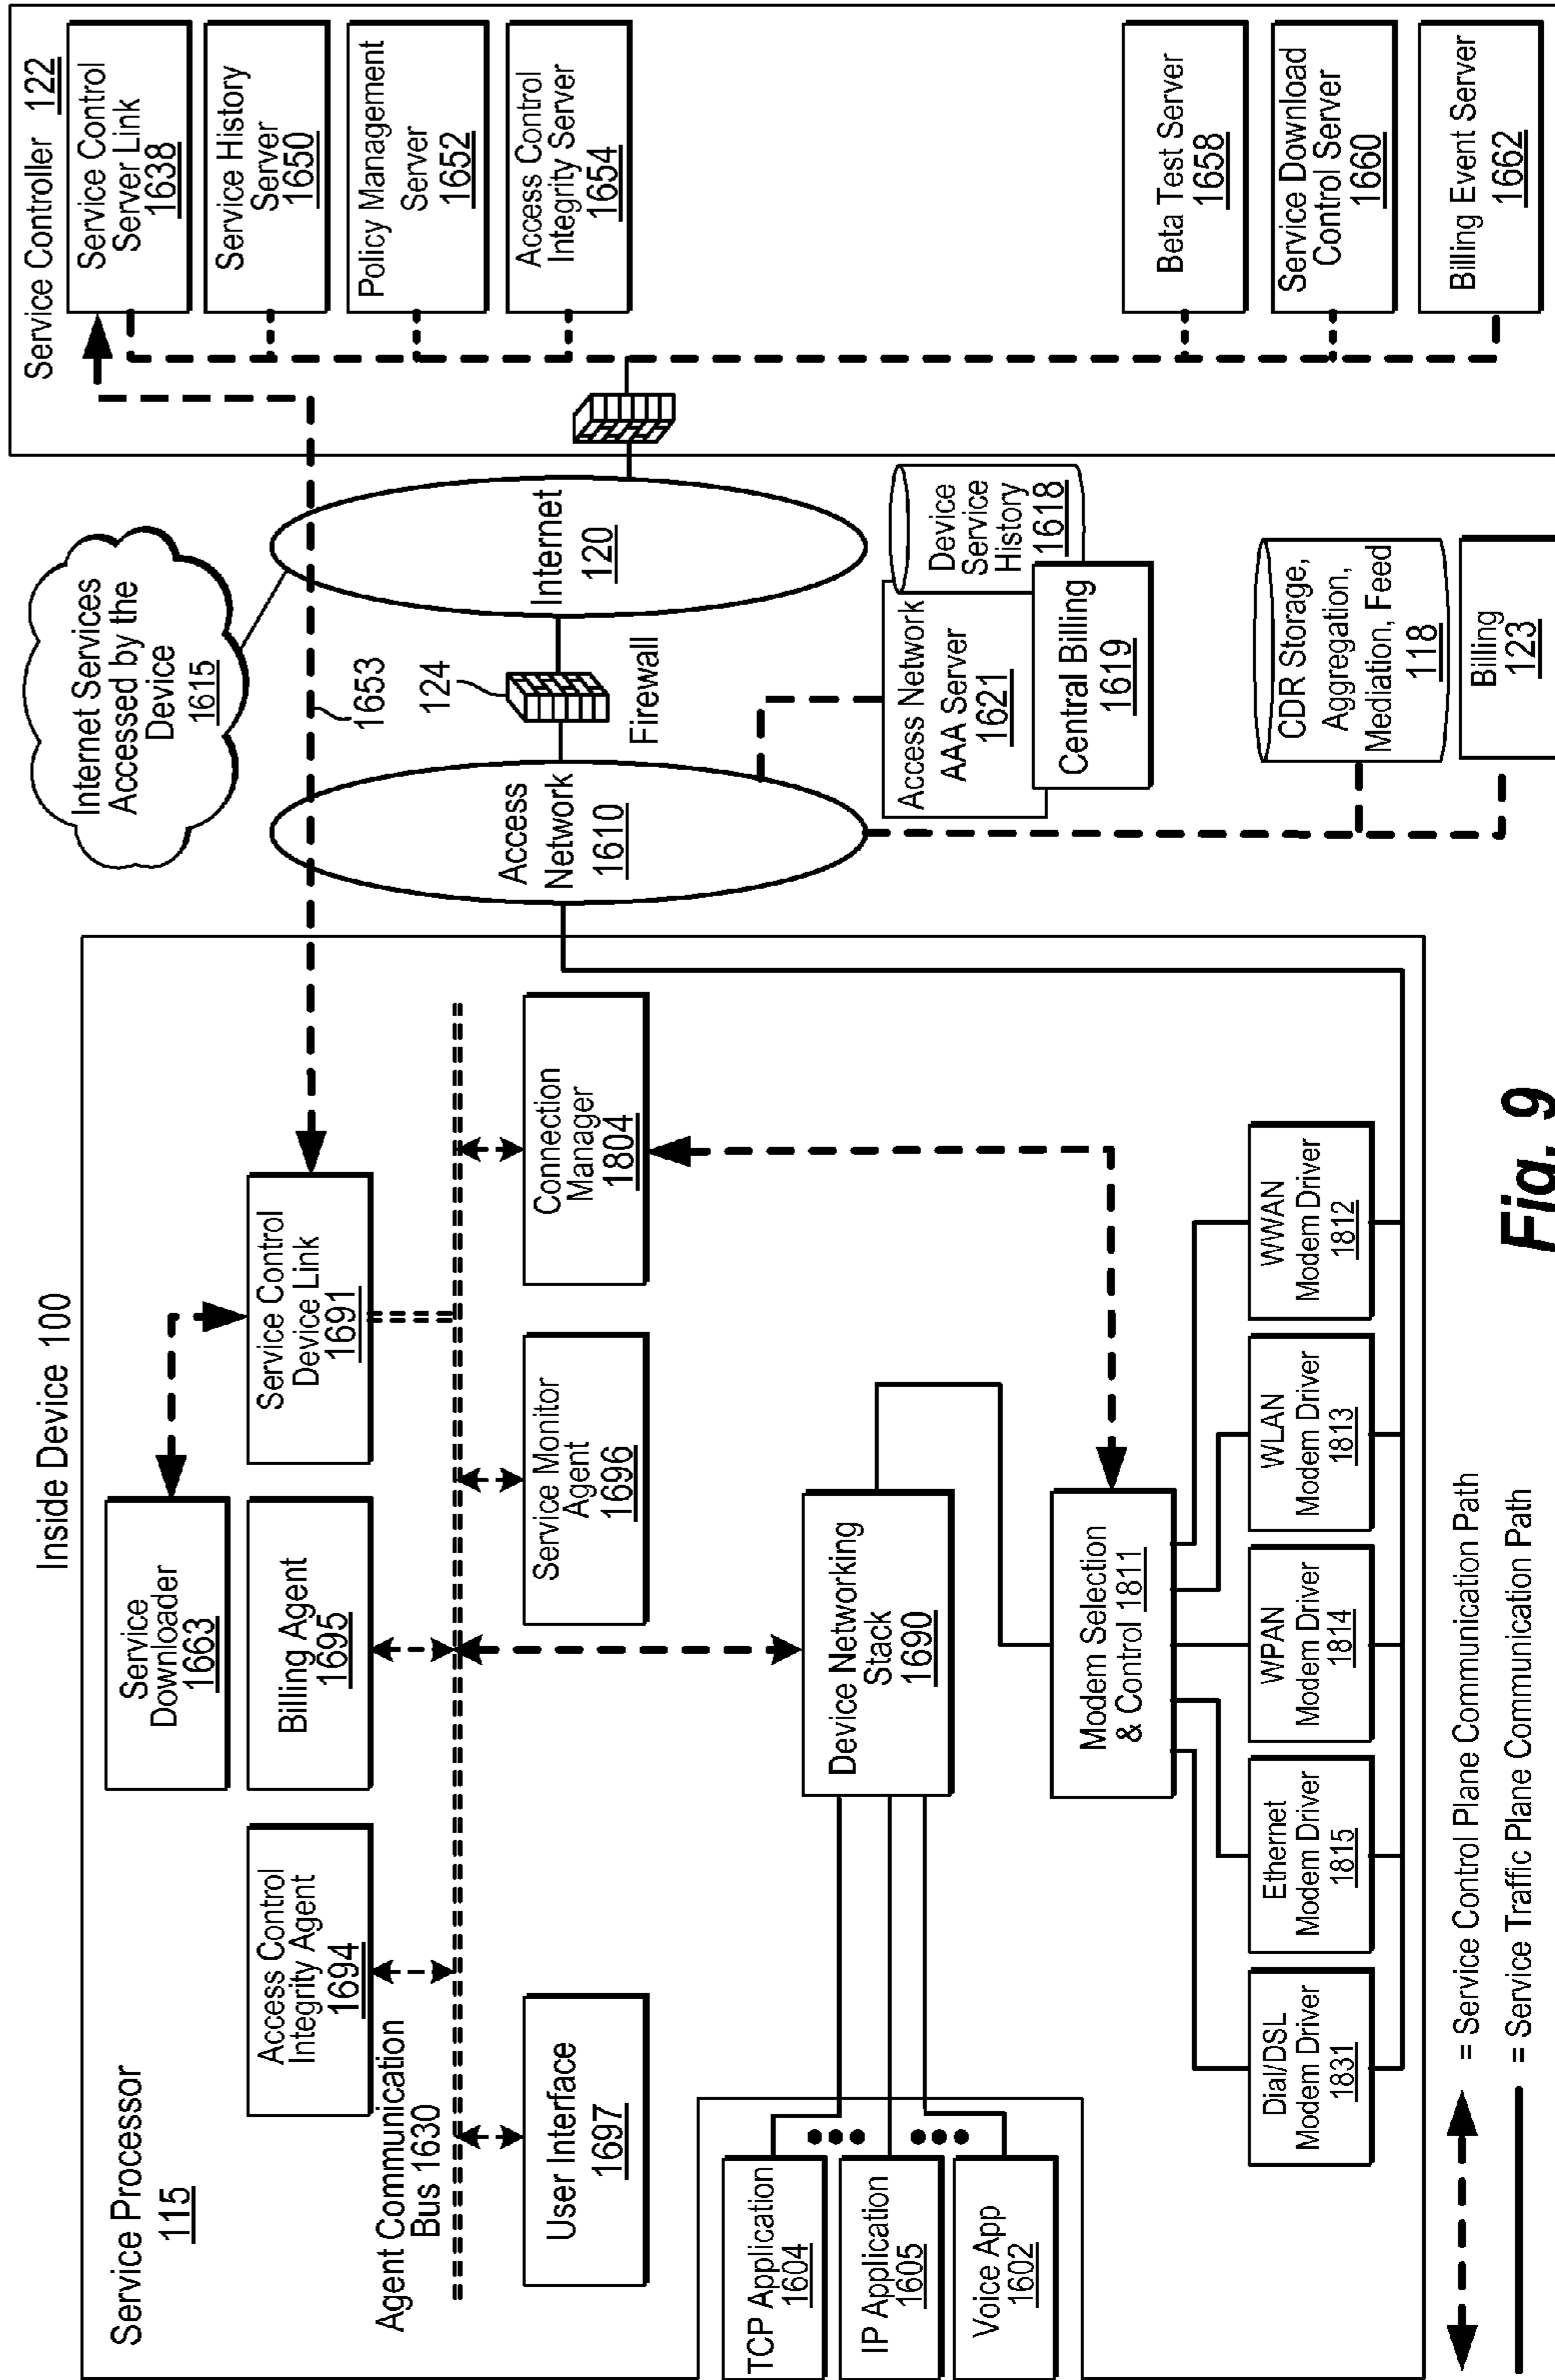 Inside Device 100
Service Processor
115
Access Control
Integrity Agent
1694
Service
Downloader
1663
Billing Agent
1695
Service Control
Device Link
1691
Agent Communication
Bus 1630
User Interface
1697
Service Monitor
Agent
1696
Connection
Manager
1804
TCP Application
1604
IP Application
1605
Voice App
1602
Device Networking
Stack
1690
Modem Selection
& Control 1811
Dial/DSL
Modem Driver
1831
Ethernet
Modem Driver
1815
WPAN
Modem Driver
1814
WLAN
Modem Driver
1813
WWAN
Modem Driver
1812
Internet Services
Accessed by the
Device
1615
1653
124
Firewall
Access
Network
1610
Internet
120
Access Network
AAA Server
1621
Device
Service
History
1618
Central Billing
1619
CDR Storage,
Aggregation,
Mediation, Feed
118
Billing
123
Service Controller 122
Service Control
Server Link
1638
Service History
Server
1650
Policy Management
Server
1652
Access Control
Integrity Server
1654
Beta Test Server
1658
Service Download
Control Server
1660
Billing Event Server
1662
= Service Control Plane Communication Path
= Service Traffic Plane Communication Path
Fig. 9